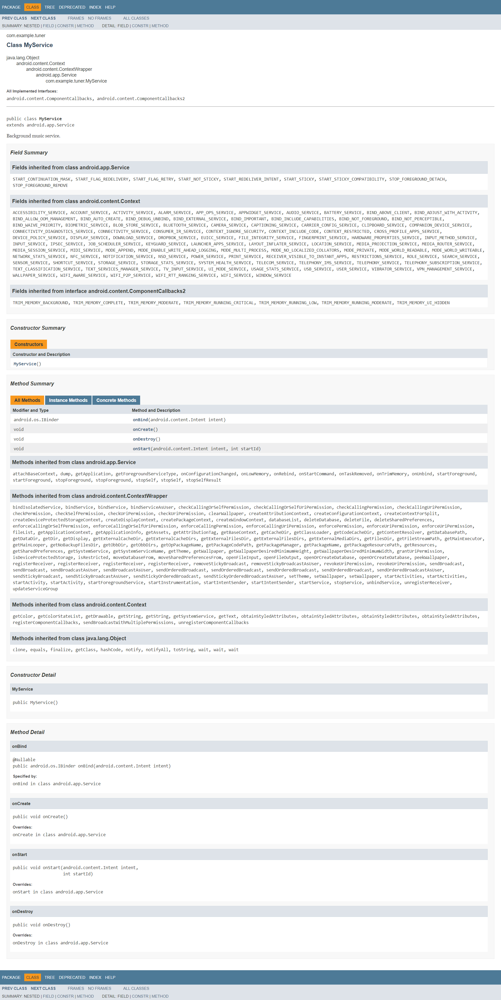 PACKAGE CLASS TREE DEPRECATED INDEX HELP
PREV CLASS NEXT CLASS FRAMES NO FRAMES ALL CLASSES
SUMMARY: NESTED | FIELD | CONSTR | METHOD DETAIL: FIELD | CONSTR | METHOD
com.example.tuner
Class MyService
java.lang.Object
android.content.Context
android.content.ContextWrapper
android.app.Service
com.example.tuner.MyService
All Implemented Interfaces:
android.content.ComponentCallbacks, android.content.ComponentCallbacks2
public class MyService
extends android.app.Service
Background music service.
Field Summary
Fields inherited from class android.app.Service
START_CONTINUATION_MASK, START_FLAG_REDELIVERY, START_FLAG_RETRY, START_NOT_STICKY, START_REDELIVER_INTENT, START_STICKY, START_STICKY_COMPATIBILITY, STOP_FOREGROUND_DETACH,
STOP_FOREGROUND_REMOVE
Fields inherited from class android.content.Context
ACCESSIBILITY_SERVICE, ACCOUNT_SERVICE, ACTIVITY_SERVICE, ALARM_SERVICE, APP_OPS_SERVICE, APPWIDGET_SERVICE, AUDIO_SERVICE, BATTERY_SERVICE, BIND_ABOVE_CLIENT, BIND_ADJUST_WITH_ACTIVITY,
BIND_ALLOW_OOM_MANAGEMENT, BIND_AUTO_CREATE, BIND_DEBUG_UNBIND, BIND_EXTERNAL_SERVICE, BIND_IMPORTANT, BIND_INCLUDE_CAPABILITIES, BIND_NOT_FOREGROUND, BIND_NOT_PERCEPTIBLE,
BIND_WAIVE_PRIORITY, BIOMETRIC_SERVICE, BLOB_STORE_SERVICE, BLUETOOTH_SERVICE, CAMERA_SERVICE, CAPTIONING_SERVICE, CARRIER_CONFIG_SERVICE, CLIPBOARD_SERVICE, COMPANION_DEVICE_SERVICE,
CONNECTIVITY_DIAGNOSTICS_SERVICE, CONNECTIVITY_SERVICE, CONSUMER_IR_SERVICE, CONTEXT_IGNORE_SECURITY, CONTEXT_INCLUDE_CODE, CONTEXT_RESTRICTED, CROSS_PROFILE_APPS_SERVICE,
DEVICE_POLICY_SERVICE, DISPLAY_SERVICE, DOWNLOAD_SERVICE, DROPBOX_SERVICE, EUICC_SERVICE, FILE_INTEGRITY_SERVICE, FINGERPRINT_SERVICE, HARDWARE_PROPERTIES_SERVICE, INPUT_METHOD_SERVICE,
INPUT_SERVICE, IPSEC_SERVICE, JOB_SCHEDULER_SERVICE, KEYGUARD_SERVICE, LAUNCHER_APPS_SERVICE, LAYOUT_INFLATER_SERVICE, LOCATION_SERVICE, MEDIA_PROJECTION_SERVICE, MEDIA_ROUTER_SERVICE,
MEDIA_SESSION_SERVICE, MIDI_SERVICE, MODE_APPEND, MODE_ENABLE_WRITE_AHEAD_LOGGING, MODE_MULTI_PROCESS, MODE_NO_LOCALIZED_COLLATORS, MODE_PRIVATE, MODE_WORLD_READABLE, MODE_WORLD_WRITEABLE,
NETWORK_STATS_SERVICE, NFC_SERVICE, NOTIFICATION_SERVICE, NSD_SERVICE, POWER_SERVICE, PRINT_SERVICE, RECEIVER_VISIBLE_TO_INSTANT_APPS, RESTRICTIONS_SERVICE, ROLE_SERVICE, SEARCH_SERVICE,
SENSOR_SERVICE, SHORTCUT_SERVICE, STORAGE_SERVICE, STORAGE_STATS_SERVICE, SYSTEM_HEALTH_SERVICE, TELECOM_SERVICE, TELEPHONY_IMS_SERVICE, TELEPHONY_SERVICE, TELEPHONY_SUBSCRIPTION_SERVICE,
TEXT_CLASSIFICATION_SERVICE, TEXT_SERVICES_MANAGER_SERVICE, TV_INPUT_SERVICE, UI_MODE_SERVICE, USAGE_STATS_SERVICE, USB_SERVICE, USER_SERVICE, VIBRATOR_SERVICE, VPN_MANAGEMENT_SERVICE,
WALLPAPER_SERVICE, WIFI_AWARE_SERVICE, WIFI_P2P_SERVICE, WIFI_RTT_RANGING_SERVICE, WIFI_SERVICE, WINDOW_SERVICE
Fields inherited from interface android.content.ComponentCallbacks2
TRIM_MEMORY_BACKGROUND, TRIM_MEMORY_COMPLETE, TRIM_MEMORY_MODERATE, TRIM_MEMORY_RUNNING_CRITICAL, TRIM_MEMORY_RUNNING_LOW, TRIM_MEMORY_RUNNING_MODERATE, TRIM_MEMORY_UI_HIDDEN
Constructor Summary
Constructors
Constructor and Description
MyService()
Method Summary
All Methods Instance Methods Concrete Methods
Modifier and Type Method and Description
android.os.IBinder onBind(android.content.Intent intent)
void onCreate()
void onDestroy()
void onStart(android.content.Intent intent, int startId)
Methods inherited from class android.app.Service
attachBaseContext, dump, getApplication, getForegroundServiceType, onConfigurationChanged, onLowMemory, onRebind, onStartCommand, onTaskRemoved, onTrimMemory, onUnbind, startForeground,
startForeground, stopForeground, stopForeground, stopSelf, stopSelf, stopSelfResult
Methods inherited from class android.content.ContextWrapper
bindIsolatedService, bindService, bindService, bindServiceAsUser, checkCallingOrSelfPermission, checkCallingOrSelfUriPermission, checkCallingPermission, checkCallingUriPermission,
checkPermission, checkSelfPermission, checkUriPermission, checkUriPermission, clearWallpaper, createAttributionContext, createConfigurationContext, createContextForSplit,
createDeviceProtectedStorageContext, createDisplayContext, createPackageContext, createWindowContext, databaseList, deleteDatabase, deleteFile, deleteSharedPreferences,
enforceCallingOrSelfPermission, enforceCallingOrSelfUriPermission, enforceCallingPermission, enforceCallingUriPermission, enforcePermission, enforceUriPermission, enforceUriPermission,
fileList, getApplicationContext, getApplicationInfo, getAssets, getAttributionTag, getBaseContext, getCacheDir, getClassLoader, getCodeCacheDir, getContentResolver, getDatabasePath,
getDataDir, getDir, getDisplay, getExternalCacheDir, getExternalCacheDirs, getExternalFilesDir, getExternalFilesDirs, getExternalMediaDirs, getFilesDir, getFileStreamPath, getMainExecutor,
getMainLooper, getNoBackupFilesDir, getObbDir, getObbDirs, getOpPackageName, getPackageCodePath, getPackageManager, getPackageName, getPackageResourcePath, getResources,
getSharedPreferences, getSystemService, getSystemServiceName, getTheme, getWallpaper, getWallpaperDesiredMinimumHeight, getWallpaperDesiredMinimumWidth, grantUriPermission,
isDeviceProtectedStorage, isRestricted, moveDatabaseFrom, moveSharedPreferencesFrom, openFileInput, openFileOutput, openOrCreateDatabase, openOrCreateDatabase, peekWallpaper,
registerReceiver, registerReceiver, registerReceiver, registerReceiver, removeStickyBroadcast, removeStickyBroadcastAsUser, revokeUriPermission, revokeUriPermission, sendBroadcast,
sendBroadcast, sendBroadcastAsUser, sendBroadcastAsUser, sendOrderedBroadcast, sendOrderedBroadcast, sendOrderedBroadcast, sendOrderedBroadcast, sendOrderedBroadcastAsUser,
sendStickyBroadcast, sendStickyBroadcastAsUser, sendStickyOrderedBroadcast, sendStickyOrderedBroadcastAsUser, setTheme, setWallpaper, setWallpaper, startActivities, startActivities,
startActivity, startActivity, startForegroundService, startInstrumentation, startIntentSender, startIntentSender, startService, stopService, unbindService, unregisterReceiver,
updateServiceGroup
Methods inherited from class android.content.Context
getColor, getColorStateList, getDrawable, getString, getString, getSystemService, getText, obtainStyledAttributes, obtainStyledAttributes, obtainStyledAttributes, obtainStyledAttributes,
registerComponentCallbacks, sendBroadcastWithMultiplePermissions, unregisterComponentCallbacks
Methods inherited from class java.lang.Object
clone, equals, finalize, getClass, hashCode, notify, notifyAll, toString, wait, wait, wait
Constructor Detail
MyService
public MyService()
Method Detail
onBind
@Nullable
public android.os.IBinder onBind(android.content.Intent intent)
Specified by:
onBind in class android.app.Service
onCreate
public void onCreate()
Overrides:
onCreate in class android.app.Service
onStart
public void onStart(android.content.Intent intent,
int startId)
Overrides:
onStart in class android.app.Service
onDestroy
public void onDestroy()
Overrides:
onDestroy in class android.app.Service
PACKAGE CLASS TREE DEPRECATED INDEX HELP
PREV CLASS NEXT CLASS FRAMES NO FRAMES ALL CLASSES
SUMMARY: NESTED | FIELD | CONSTR | METHOD DETAIL: FIELD | CONSTR | METHOD